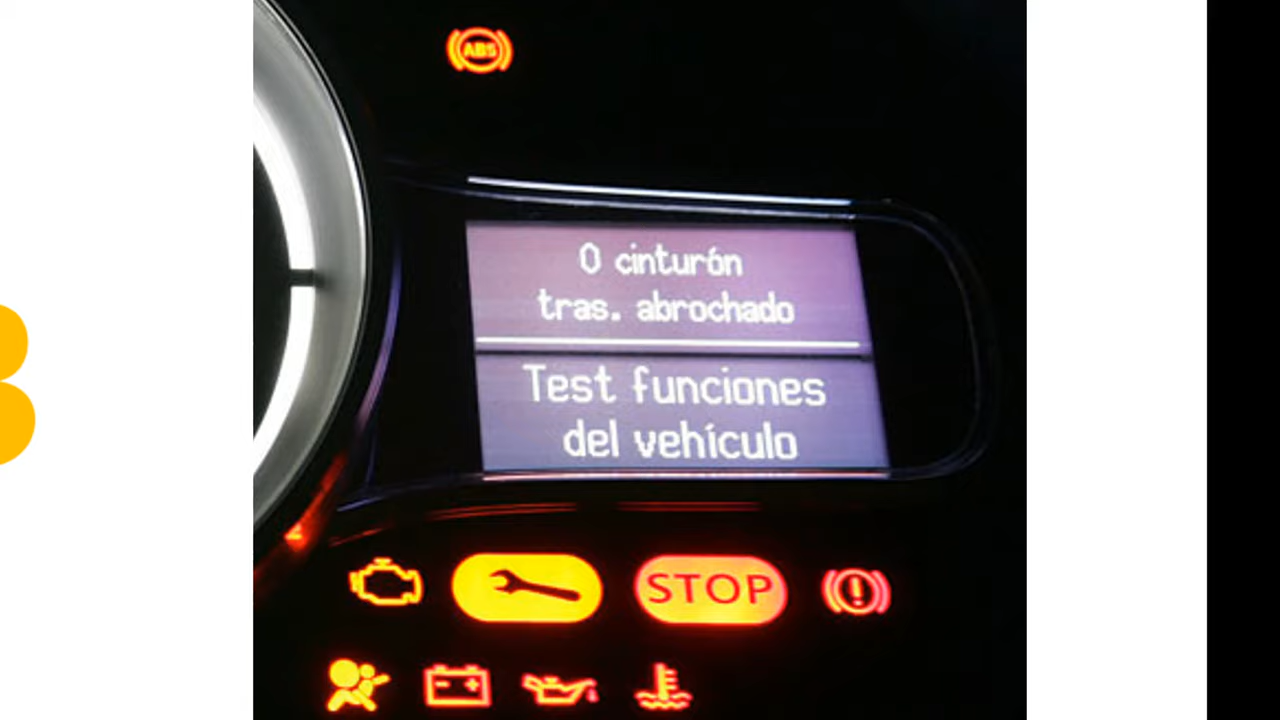 ABS
0 cinturón
tras. abrochado
Test funciones
del vehículo
STOP